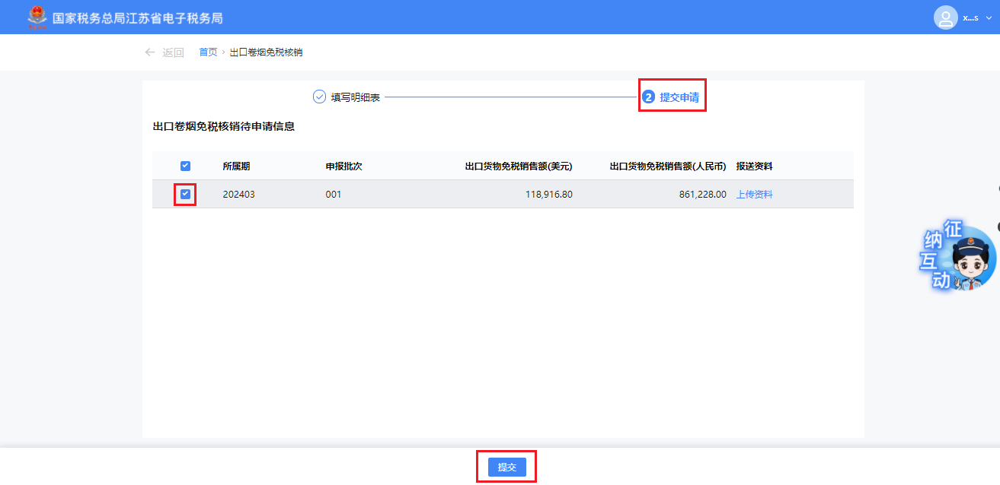 国家税务总局江苏省电子税务局
x...s
返回 首页 › 出口卷烟免税核销
填写明细表 2 提交申请
出口卷烟免税核销待申请信息
所属期 申报批次 出口货物免税销售额(美元) 出口货物免税销售额(人民币) 报送资料
202403 001 118,916.80 861,228.00 上传资料
征
纳
互
动
提交